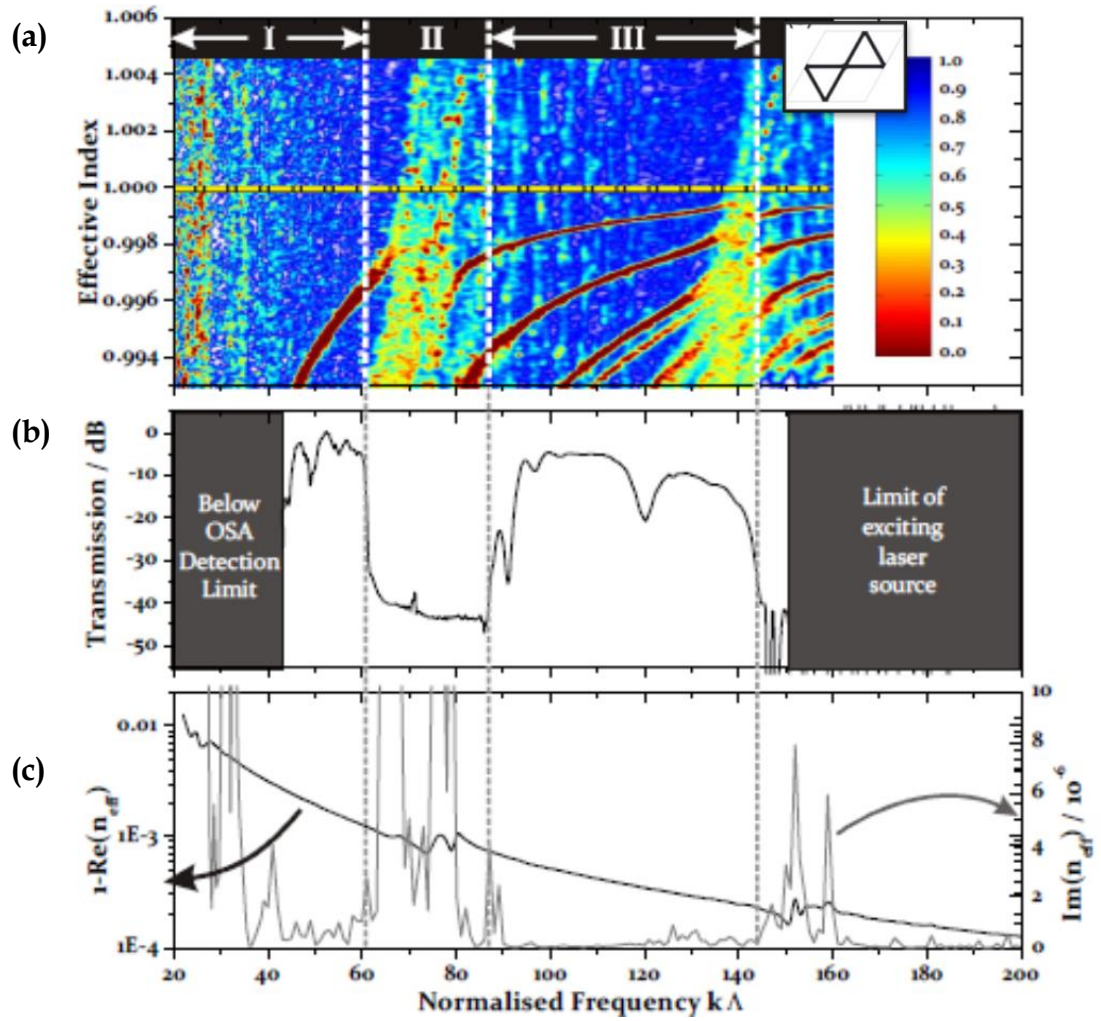 (a)
1.006
1.004
1.002
1.000
0.998
0.996
0.994
Effective Index
I
II
III
1.0
0.9
0.8
0.7
0.6
0.5
0.4
0.3
0.2
0.1
0.0
(b)
0
-10
-20
-30
-40
-50
Transmission / dB
Below
OSA
Detection
Limit
Limit of
exciting
laser
source
(c)
0.01
1E-3
1E-4
1-Re(n_eff)
10
8
6
4
2
0
Im(n_eff) / 10^-6
20 40 60 80 100 120 140 160 180 200
Normalised Frequency k Λ